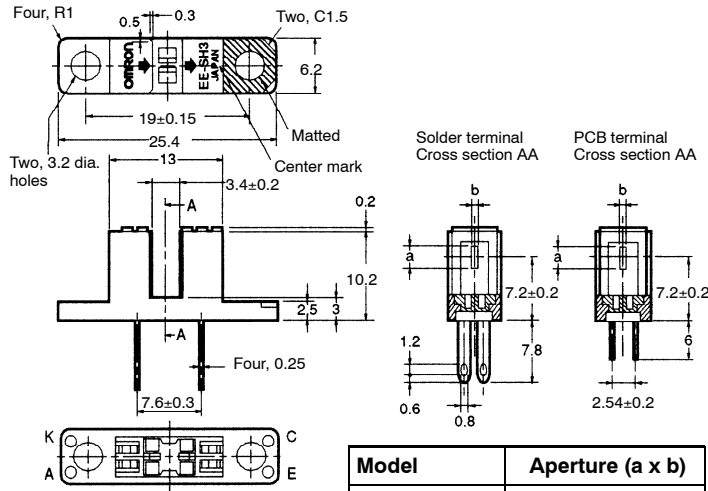 Four, R1
0.5
0.3
Two, C1.5
OMRON
EE-SH3
JAPAN
6.2
19±0.15
Matted
25.4
Two, 3.2 dia.
holes
13
Center mark
3.4±0.2
A
0.2
10.2
2.5
3
A
Four, 0.25
7.6±0.3
K
C
A
E
Solder terminal
Cross section AA
b
a
7.2±0.2
1.2
7.8
0.6
0.8
PCB terminal
Cross section AA
b
a
7.2±0.2
6
2.54±0.2
Model
Aperture (a x b)